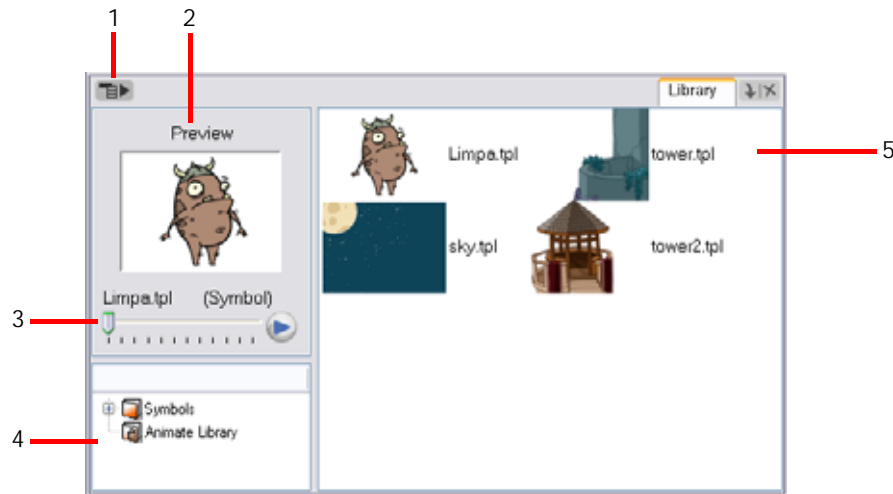 1
2
Library
Preview
Limpa.tpl
tower.tpl
5
sky.tpl
tower2.tpl
Limpa.tpl (Symbol)
3
Symbols
4
Animate Library